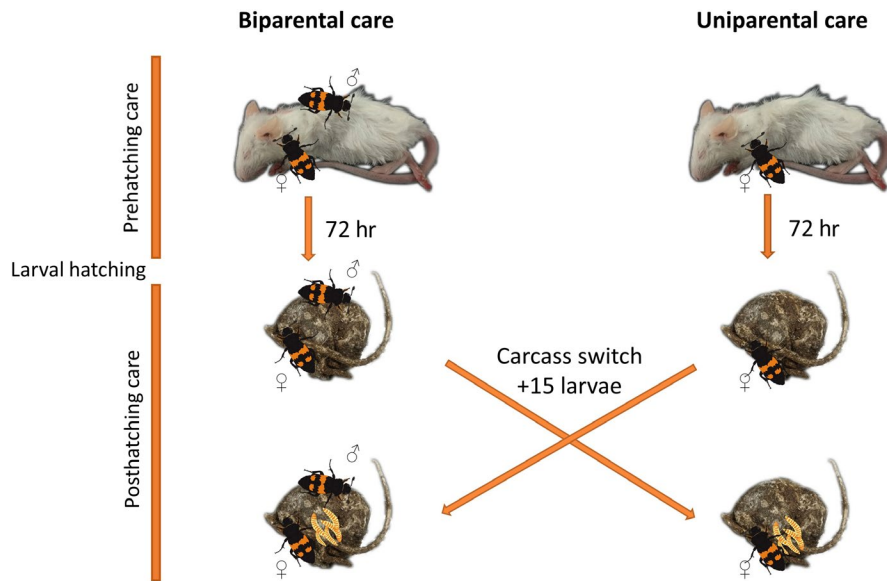 Biparental care
Uniparental care
Prehatching care
♂
♀
♀
72 hr
72 hr
Larval hatching
♂
♀
♀
Carcass switch
+15 larvae
Posthatching care
♂
♀
♀